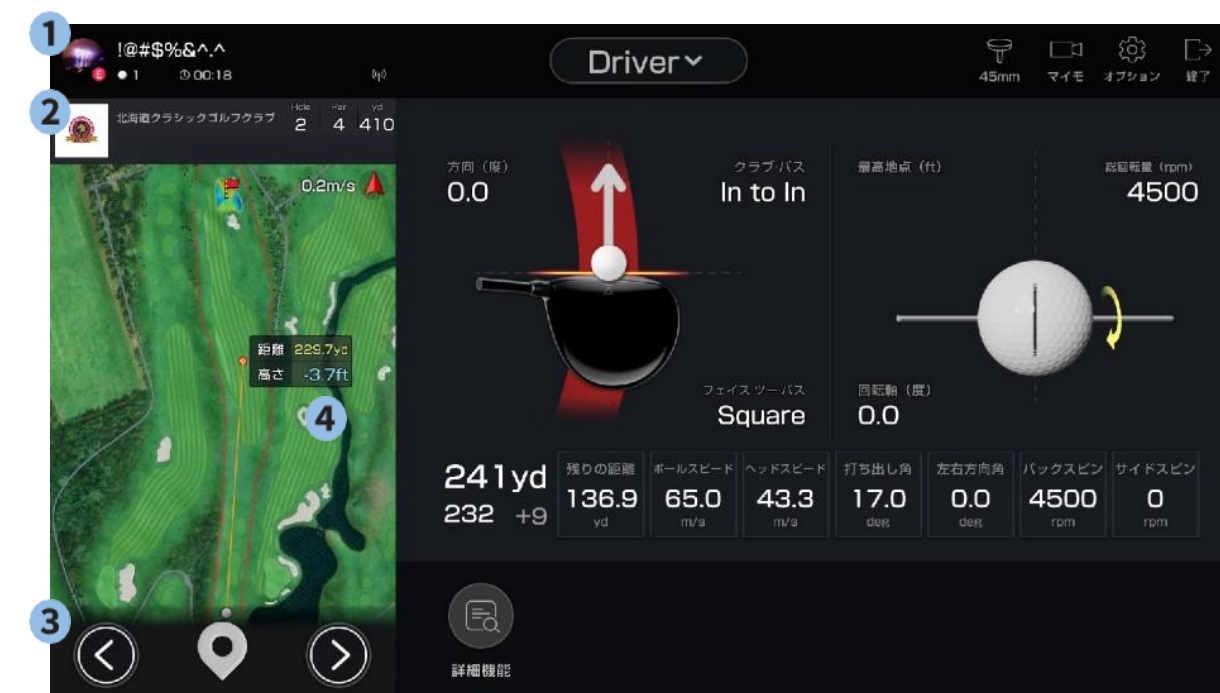 1
!@#$%&^.^
E
1
00:18
Driver
45mm
マイモ
オプション
終了
2
北海道クラシックゴルフクラブ
Hole Par yd
2 4 410
0.2m/s
距離 229.7yd
高さ -3.7ft
4
3
方向（度）
0.0
クラブパス
In to In
フェイスツーパス
Square
最高地点（ft）
総回転量（rpm）
4500
回転軸（度）
0.0
241yd
232 +9
残りの距離
136.9
yd
ボールスピード
65.0
m/s
ヘッドスピード
43.3
m/s
打ち出し角
17.0
deg
左右方向角
0.0
deg
バックスピン
4500
rpm
サイドスピン
0
rpm
詳細機能